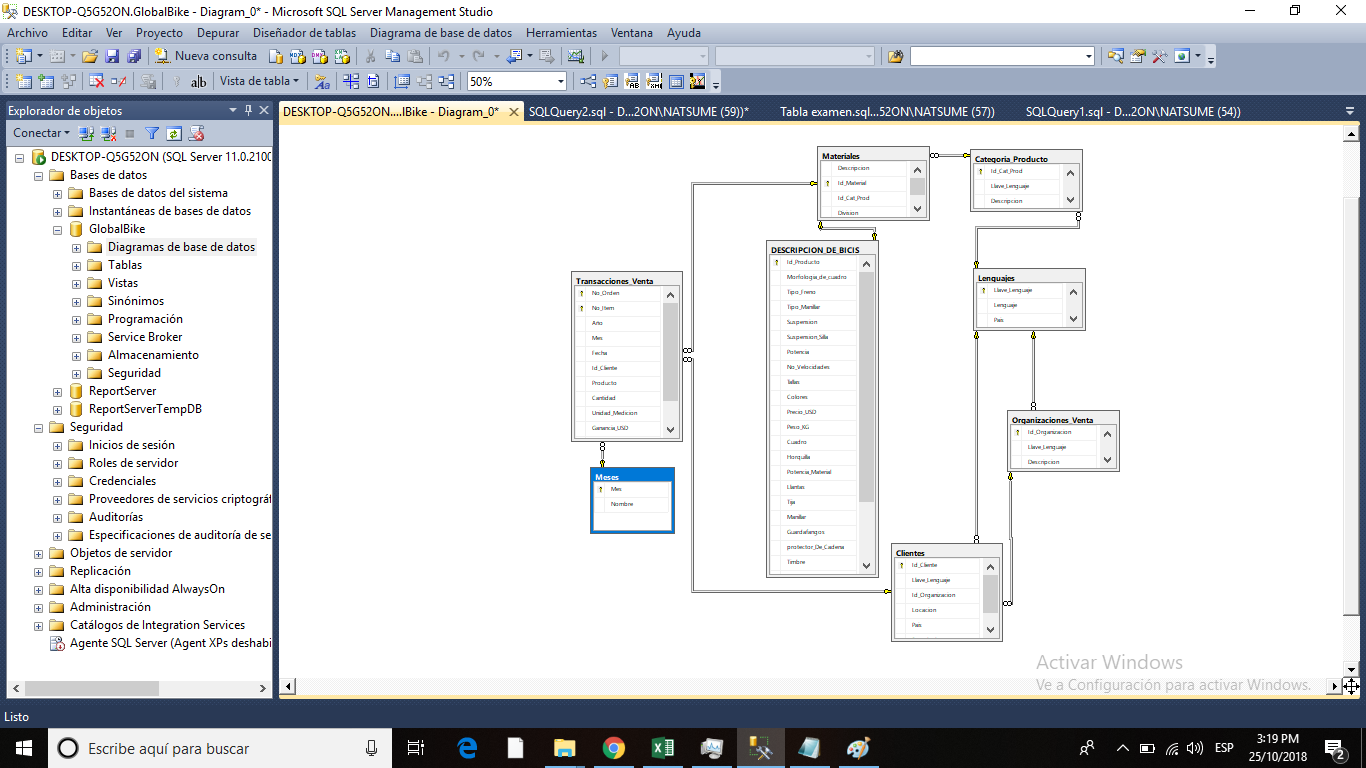 DESKTOP-Q5G52ON.GlobalBike - Diagram_0* - Microsoft SQL Server Management Studio
Archivo Editar Ver Proyecto Depurar Diseñador de tablas Diagrama de base de datos Herramientas Ventana Ayuda
Nueva consulta
Vista de tabla
50%
Explorador de objetos
Conectar
DESKTOP-Q5G52ON (SQL Server 11.0.2100
Bases de datos
Bases de datos del sistema
Instantáneas de bases de datos
GlobalBike
Diagramas de base de datos
Tablas
Vistas
Sinónimos
Programación
Service Broker
Almacenamiento
Seguridad
ReportServer
ReportServerTempDB
Seguridad
Inicios de sesión
Roles de servidor
Credenciales
Proveedores de servicios criptográf
Auditorías
Especificaciones de auditoría de se
Objetos de servidor
Replicación
Alta disponibilidad AlwaysOn
Administración
Catálogos de Integration Services
Agente SQL Server (Agent XPs deshabi
DESKTOP-Q5G52ON....lBike - Diagram_0* SQLQuery2.sql - D...2ON\NATSUME (59))* Tabla examen.sql...52ON\NATSUME (57)) SQLQuery1.sql - D...2ON\NATSUME (54))
Materiales
Descripcion
Id_Material
Id_Cat_Prod
Division
Categoria_Producto
Id_Cat_Prod
Llave_Lenguaje
Descripcion
DESCRIPCION_DE_BICIS
Id_Producto
Morfologia_de_cuadro
Tipo_Freno
Tipo_Manillar
Suspension
Suspension_Silla
Potencia
No_Velocidades
Tallas
Colores
Precio_USD
Peso_KG
Cuadro
Horquilla
Potencia_Material
Llantas
Tija
Manillar
Guardafangos
protector_De_Cadena
Timbre
Transacciones_Venta
No_Orden
No_Item
Año
Mes
Fecha
Id_Cliente
Producto
Cantidad
Unidad_Medicion
Ganancia_USD
Meses
Mes
Nombre
Lenguajes
Llave_Lenguaje
Lenguaje
Pais
Organizaciones_Venta
Id_Organizacion
Llave_Lenguaje
Descripcion
Clientes
Id_Cliente
Llave_Lenguaje
Id_Organizacion
Locacion
Pais
Activar Windows
Ve a Configuración para activar Windows.
Listo
Escribe aquí para buscar
ESP
3:19 PM
25/10/2018
2